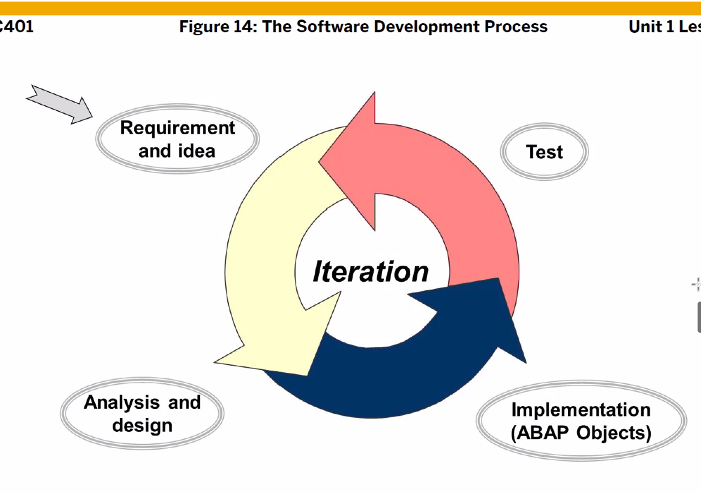 C401 Figure 14: The Software Development Process Unit 1 Les
Requirement
and idea
Test
Iteration
Analysis and
design
Implementation
(ABAP Objects)